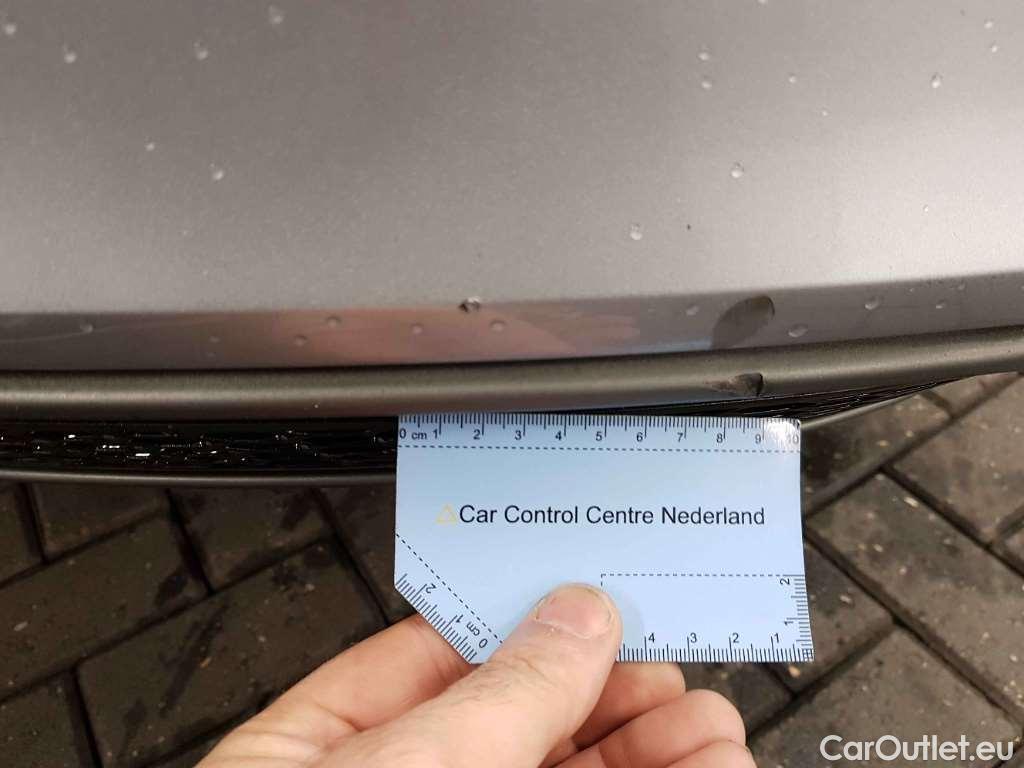 0 cm 1 2 3 4 5 6 7 8 9 10
Car Control Centre Nederland
2
2 1 0 cm
1
4 3 2 1
CarOutlet.eu